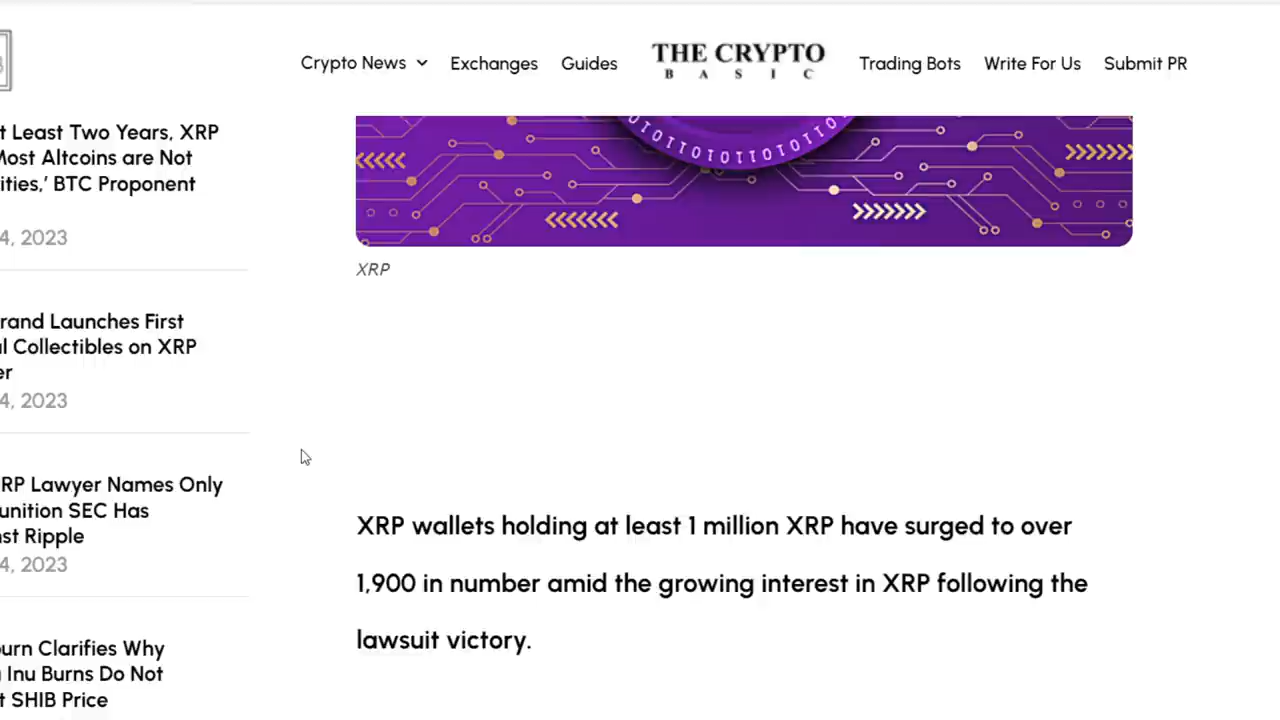 Crypto News
Exchanges
Guides
THE CRYPTO
BASIC
Trading Bots
Write For Us
Submit PR
t Least Two Years, XRP
Most Altcoins are Not
ities,’ BTC Proponent
4, 2023
rand Launches First
l Collectibles on XRP
er
4, 2023
RP Lawyer Names Only
unition SEC Has
st Ripple
4, 2023
urn Clarifies Why
Inu Burns Do Not
t SHIB Price
1010110101101011010
XRP
XRP wallets holding at least 1 million XRP have surged to over
1,900 in number amid the growing interest in XRP following the
lawsuit victory.